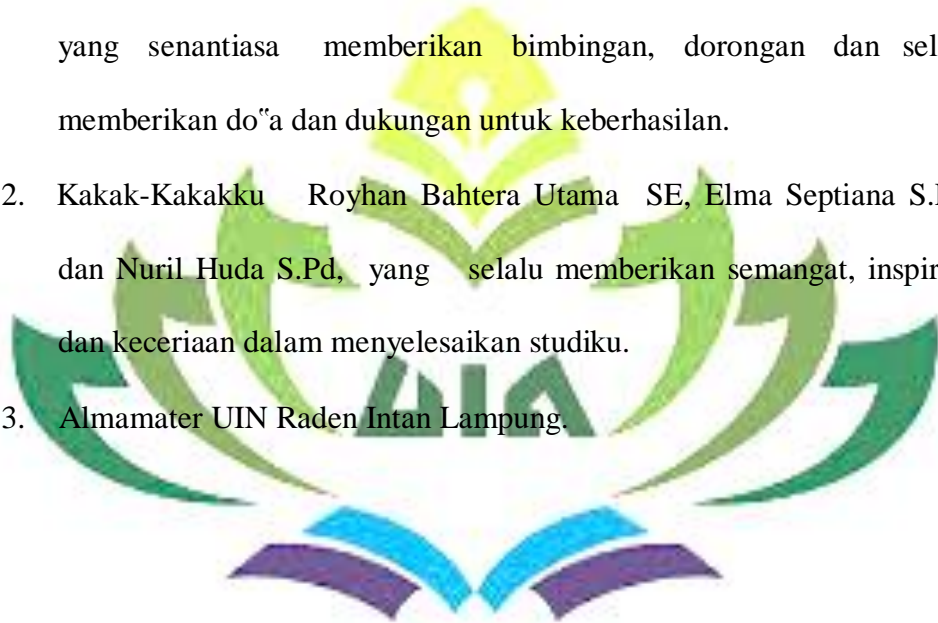 yang senantiasa memberikan bimbingan, dorongan dan sel
memberikan do‟a dan dukungan untuk keberhasilan.
2. Kakak-Kakakku Royhan Bahtera Utama SE, Elma Septiana S.
dan Nuril Huda S.Pd, yang selalu memberikan semangat, inspir
dan keceriaan dalam menyelesaikan studiku.
3. Almamater UIN Raden Intan Lampung.
UIN